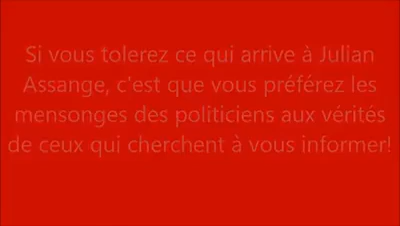 Si vous tolerez ce qui arrive à Julian
Assange, c'est que vous préférez les
mensonges des politiciens aux vérités
de ceux qui cherchent à vous informer!